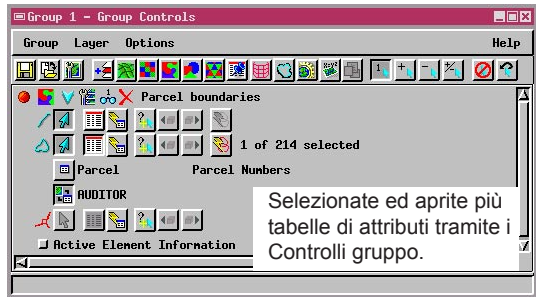 Group 1 - Group Controls
Group Layer Options Help
Parcel boundaries
1 of 214 selected
Parcel Parcel Numbers
AUDITOR
Active Element Information
Selezionate ed aprite più
tabelle di attributi tramite i
Controlli gruppo.